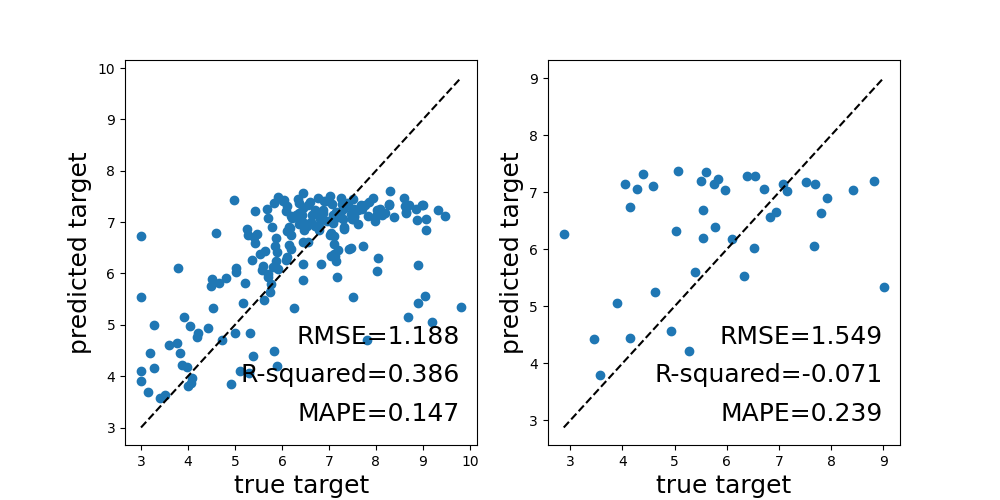 10
9
8
7
6
5
4
3
predicted target
RMSE=1.188
R-squared=0.386
MAPE=0.147
3 4 5 6 7 8 9 10
true target
9
8
7
6
5
4
3
predicted target
RMSE=1.549
R-squared=-0.071
MAPE=0.239
3 4 5 6 7 8 9
true target